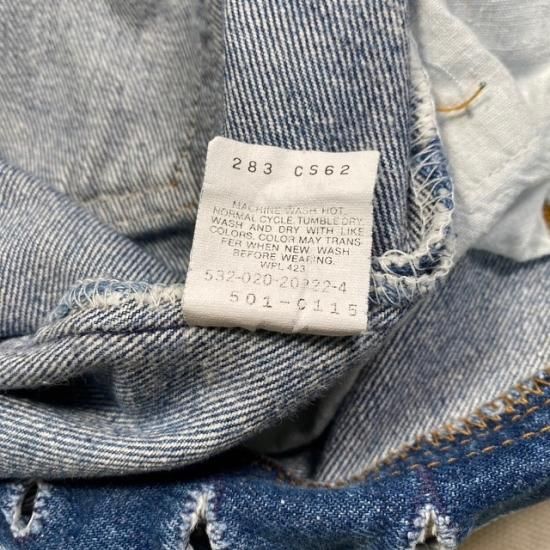 283 CS62
MACHINE WASH HOT,
NORMAL CYCLE. TUMBLE DRY.
WASH AND DRY WITH LIKE
COLORS. COLOR MAY TRANS-
FER WHEN NEW. WASH
BEFORE WEARING.
WPL 423
532-020-20922-4
501-0115